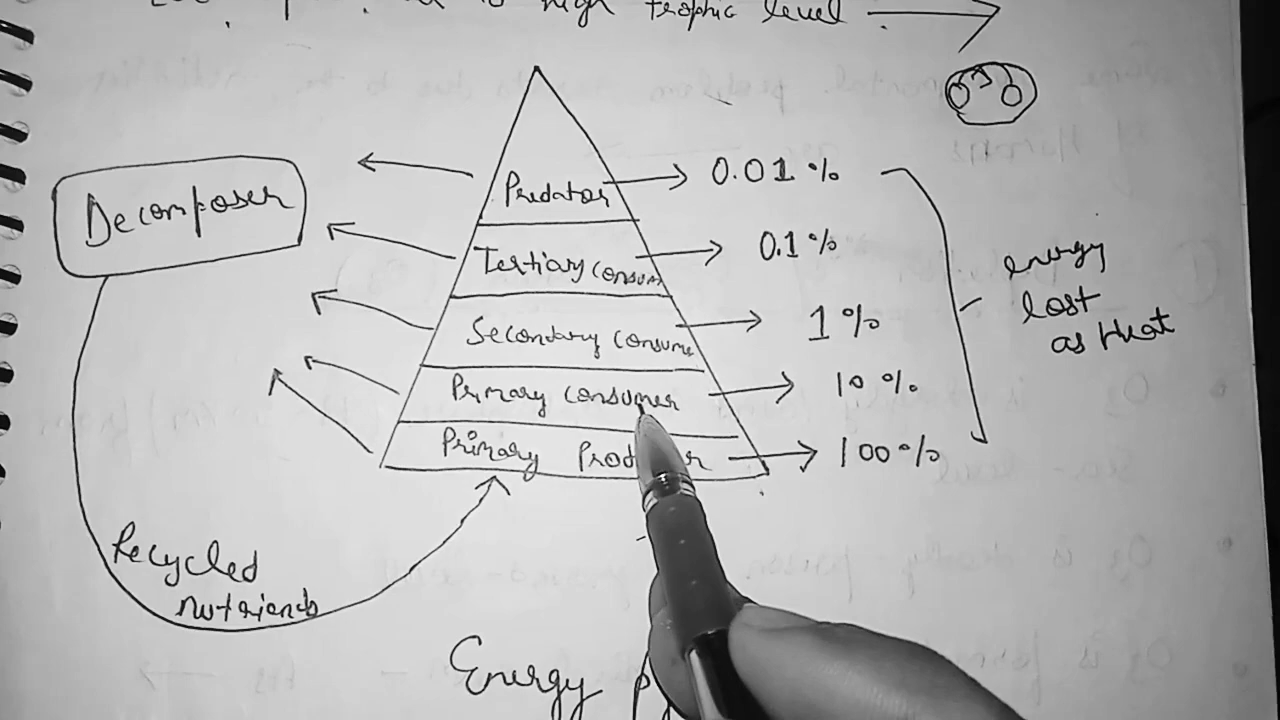 to high trophic level
Decomposer
Predator
0.01 %
Tertiary consum
0.1 %
Secondary consume
1 %
Primary consumer
10 %
Primary
100 %
energy
lost
as Heat
Recycled
nutrients
Energy